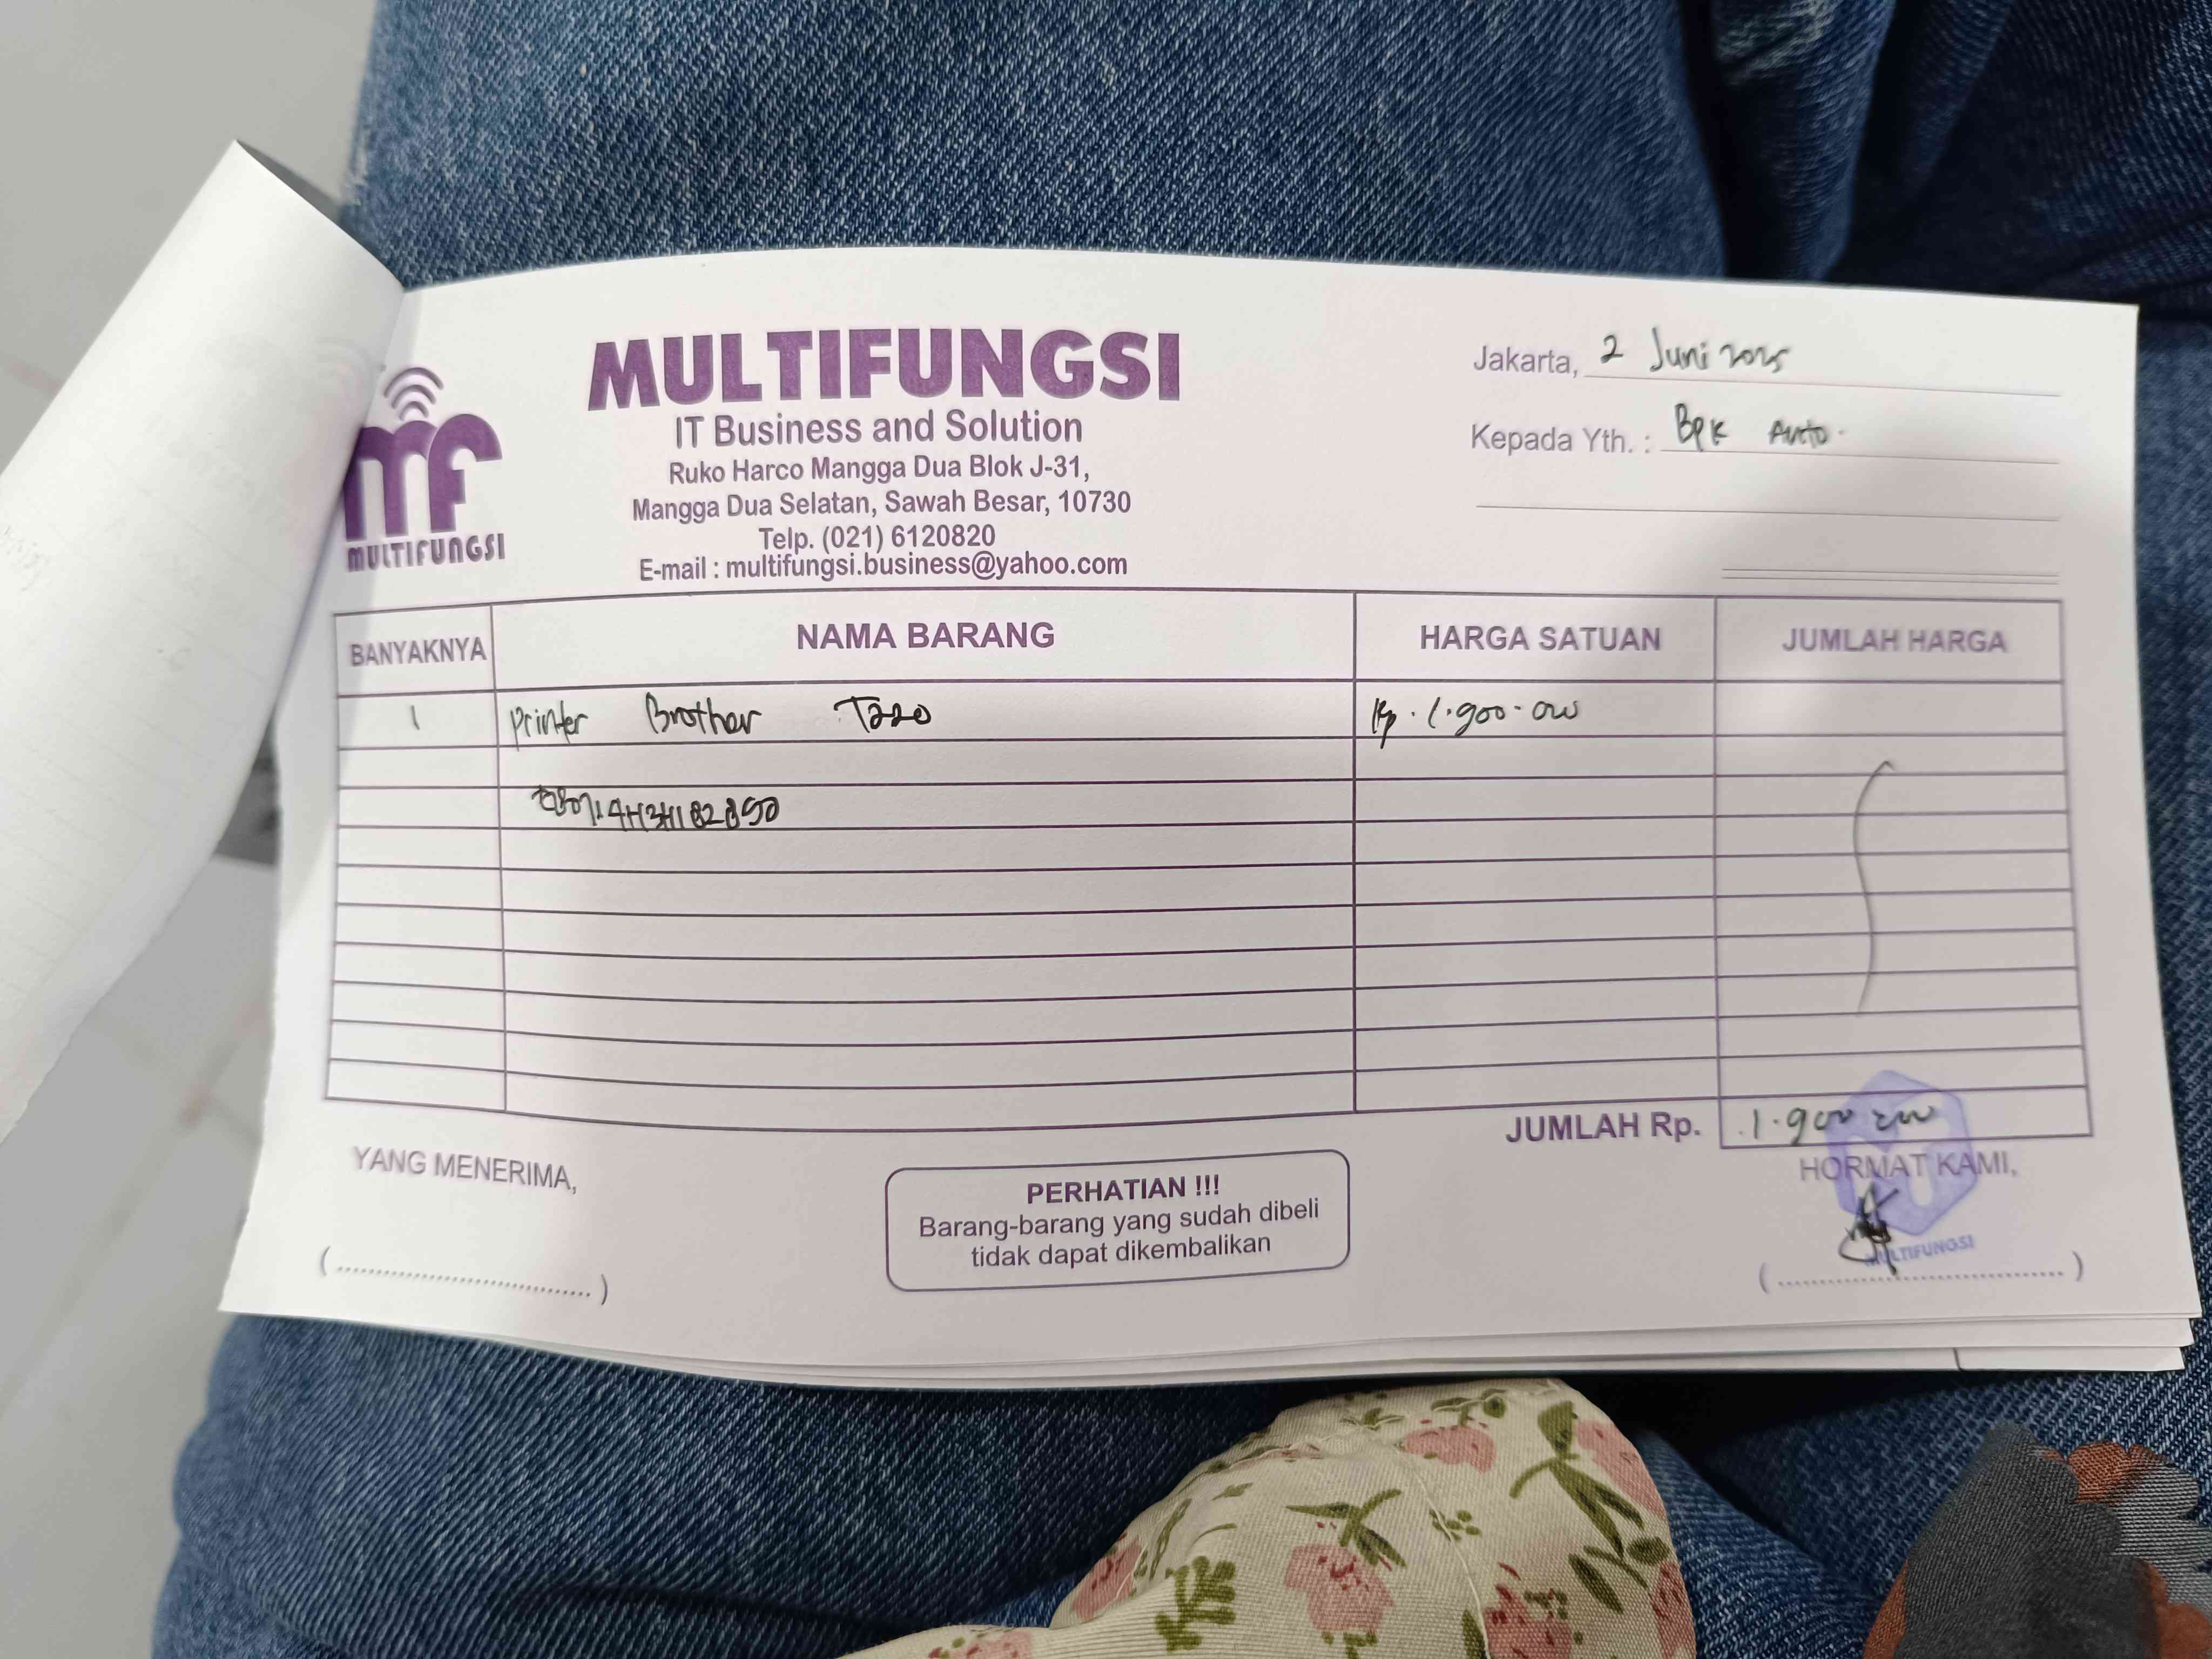 MULTIFUNGSI
IT Business and Solution
Ruko Harco Mangga Dua Blok J-31,
Mangga Dua Selatan, Sawah Besar, 10730
Telp. (021) 6120820
E-mail : multifungsi.business@yahoo.com
mf
MULTIFUNGSI
Jakarta, 2 Juni 2025
Kepada Yth. : Bpk
BANYAKNYA NAMA BARANG HARGA SATUAN JUMLAH HARGA
1 Printer Brother T220 Rp. 1.900.000
JUMLAH Rp. 1.900 000
YANG MENERIMA,
PERHATIAN !!!
Barang-barang yang sudah dibeli
tidak dapat dikembalikan
HORMAT KAMI,
MULTIFUNGSI
(..............................)
(..............................)